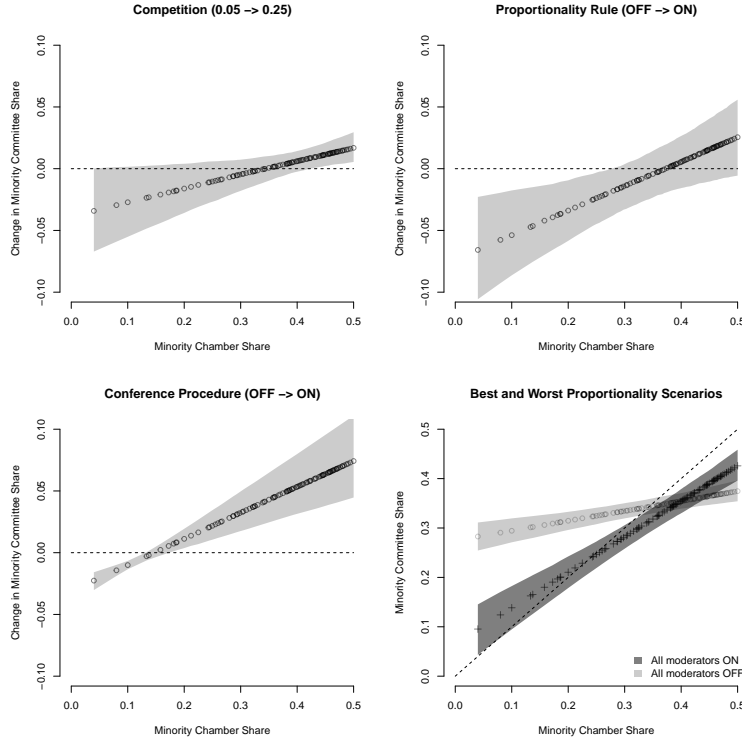 Competition (0.05 −> 0.25)
Change in Minority Committee Share
0.10
0.05
0.00
−0.05
−0.10
0.0 0.1 0.2 0.3 0.4 0.5
Minority Chamber Share
Proportionality Rule (OFF −> ON)
Change in Minority Committee Share
0.10
0.05
0.00
−0.05
−0.10
0.0 0.1 0.2 0.3 0.4 0.5
Minority Chamber Share
Conference Procedure (OFF −> ON)
Change in Minority Committee Share
0.10
0.05
0.00
−0.05
−0.10
0.0 0.1 0.2 0.3 0.4 0.5
Minority Chamber Share
Best and Worst Proportionality Scenarios
Minority Committee Share
0.5
0.4
0.3
0.2
0.1
0.0
All moderators ON
All moderators OFF
0.0 0.1 0.2 0.3 0.4 0.5
Minority Chamber Share